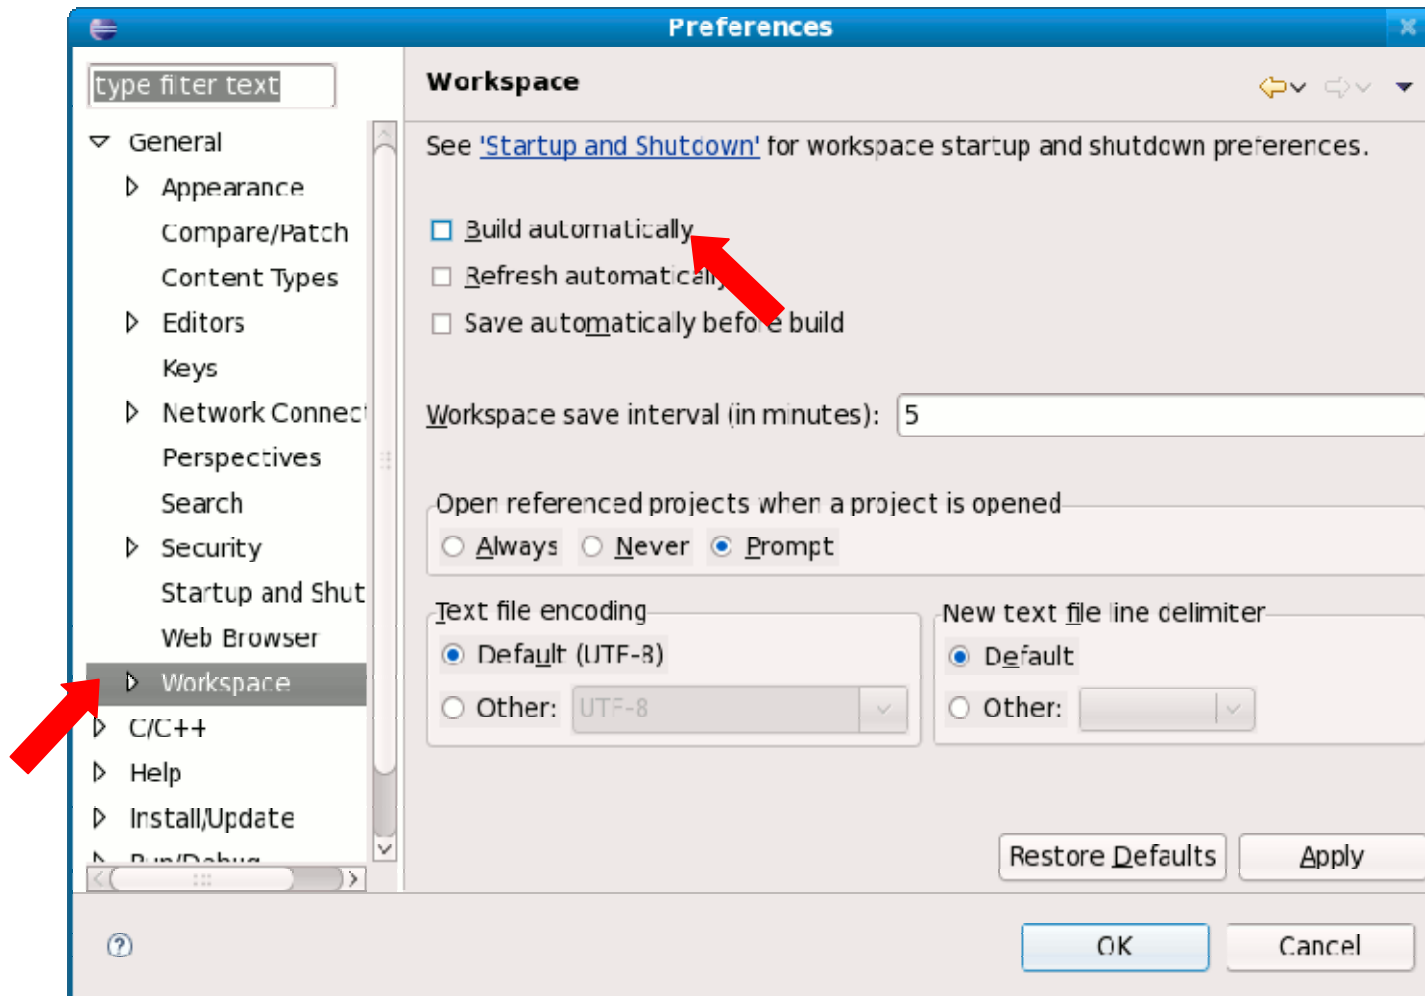 Preferences
type filter text
General
Appearance
Compare/Patch
Content Types
Editors
Keys
Network Connect
Perspectives
Search
Security
Startup and Shut
Web Browser
Workspace
C/C++
Help
Install/Update
Run/Debug
Workspace
See 'Startup and Shutdown' for workspace startup and shutdown preferences.
Build automatically
Refresh automatically
Save automatically before build
Workspace save interval (in minutes): 5
Open referenced projects when a project is opened
Always Never Prompt
Text file encoding
Default (UTF-8)
Other: UTF-8
New text file line delimiter
Default
Other:
Restore Defaults Apply
OK Cancel